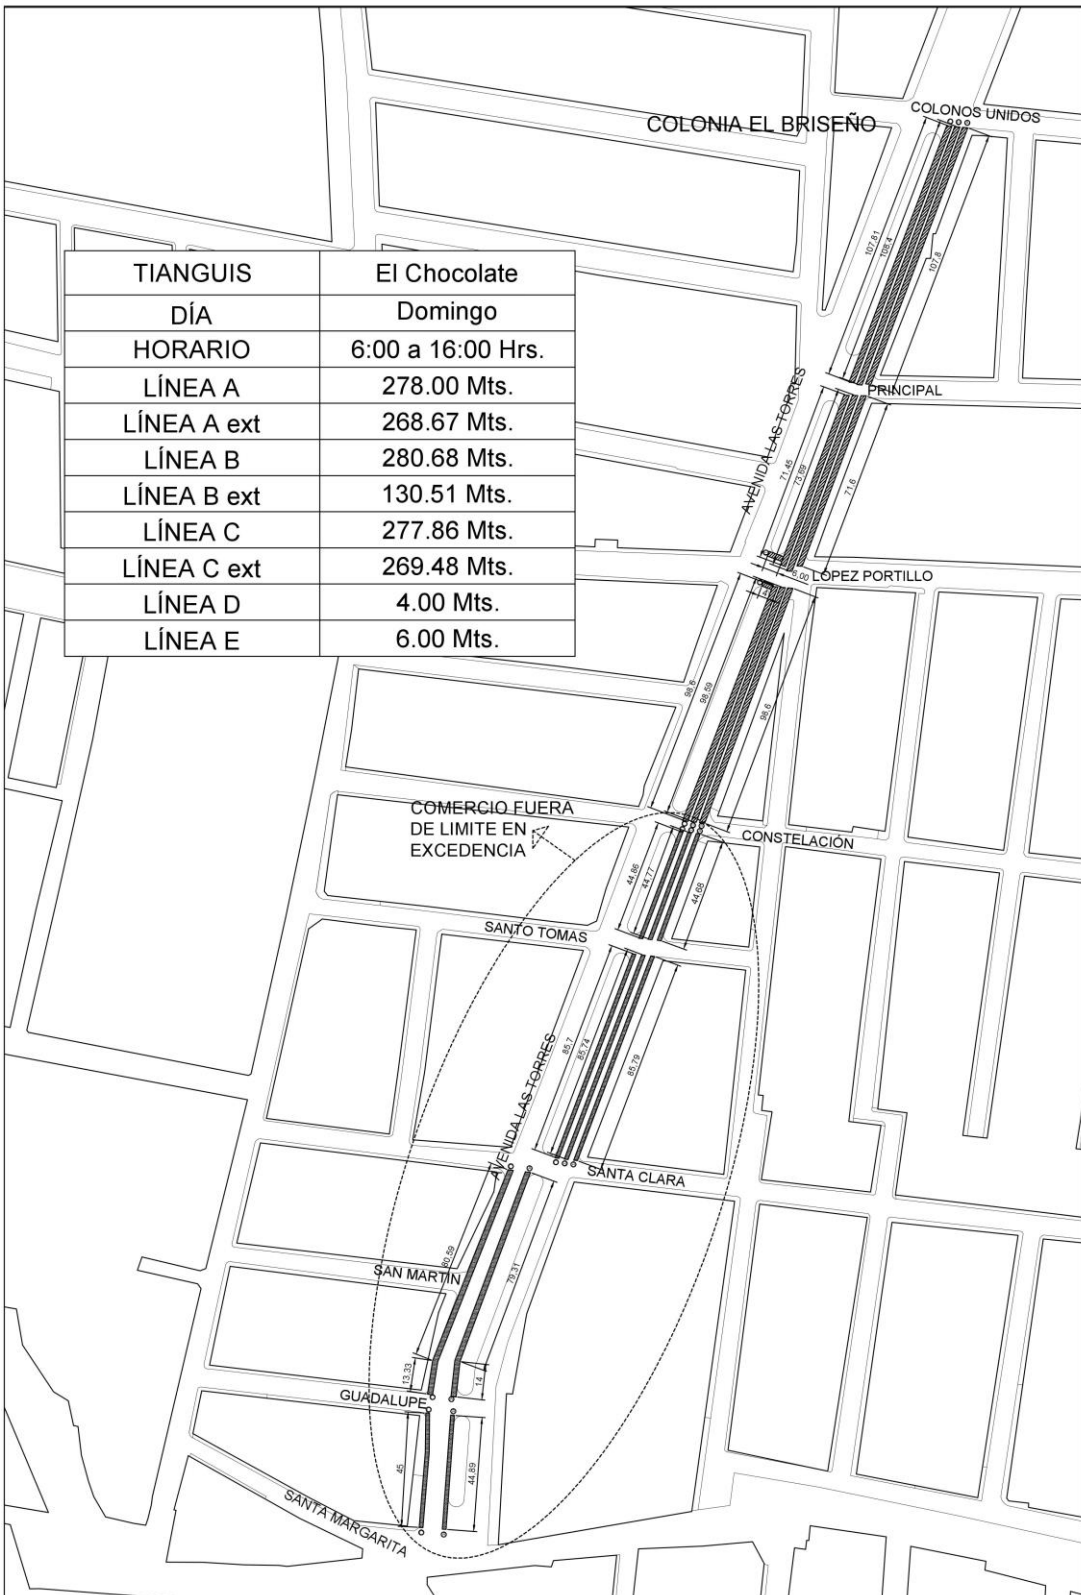 COLONOS UNIDOS
COLONIA EL BRISEÑO
107.81
108.4
107.8
TIANGUIS El Chocolate
DÍA Domingo
HORARIO 6:00 a 16:00 Hrs.
LÍNEA A 278.00 Mts.
LÍNEA A ext 268.67 Mts.
LÍNEA B 280.68 Mts.
LÍNEA B ext 130.51 Mts.
LÍNEA C 277.86 Mts.
LÍNEA C ext 269.48 Mts.
LÍNEA D 4.00 Mts.
LÍNEA E 6.00 Mts.
PRINCIPAL
AVENIDA LAS TORRES
71.45
73.69
71.6
6.00
LÓPEZ PORTILLO
4
98.6
98.59
98.6
COMERCIO FUERA
DE LIMITE EN
EXCEDENCIA
CONSTELACIÓN
44.86
44.77
44.68
SANTO TOMAS
85.7
85.74
85.79
AVENIDA LAS TORRES
SANTA CLARA
80.59
79.31
SAN MARTÍN
13.33
14
GUADALUPE
45
44.89
SANTA MARGARITA